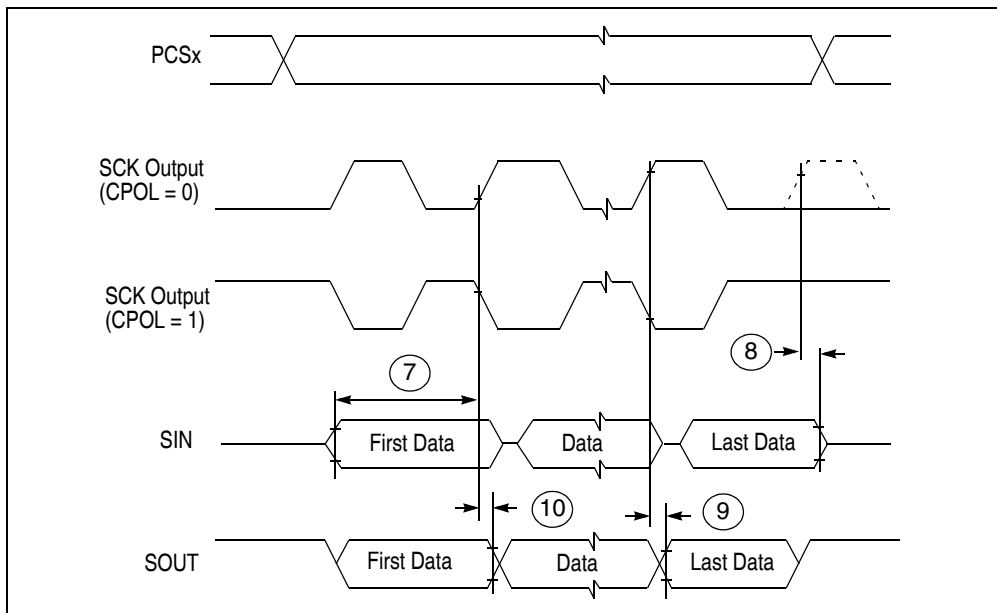 PCSx
SCK Output
(CPOL = 0)
SCK Output
(CPOL = 1)
8
7
SIN
First Data
Data
Last Data
10
9
SOUT
First Data
Data
Last Data